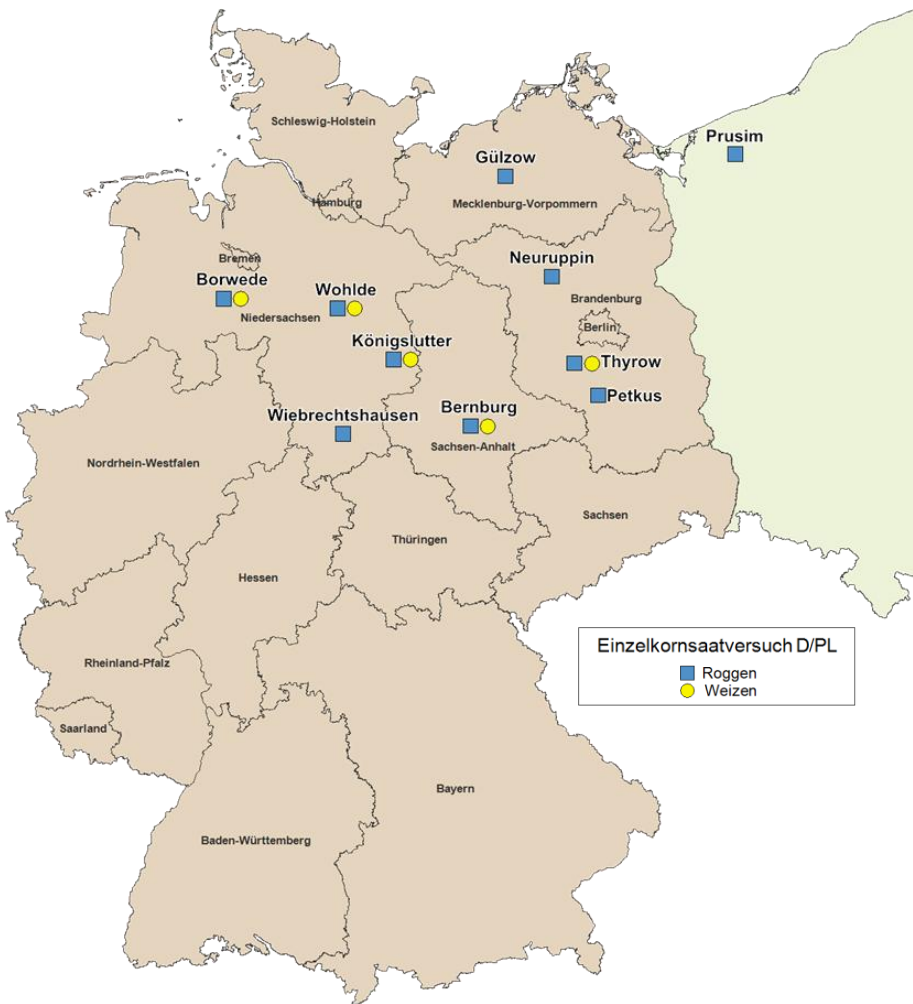 Schleswig-Holstein
Prusim
Gülzow
Hamburg
Mecklenburg-Vorpommern
Bremen
Neuruppin
Borwede
Wohlde
Brandenburg
Niedersachsen
Berlin
Königslutter
Thyrow
Petkus
Wiebrechtshausen
Bernburg
Sachsen-Anhalt
Nordrhein-Westfalen
Sachsen
Thüringen
Hessen
Einzelkornsaatversuch D/PL
Roggen
Weizen
Rheinland-Pfalz
Saarland
Bayern
Baden-Württemberg